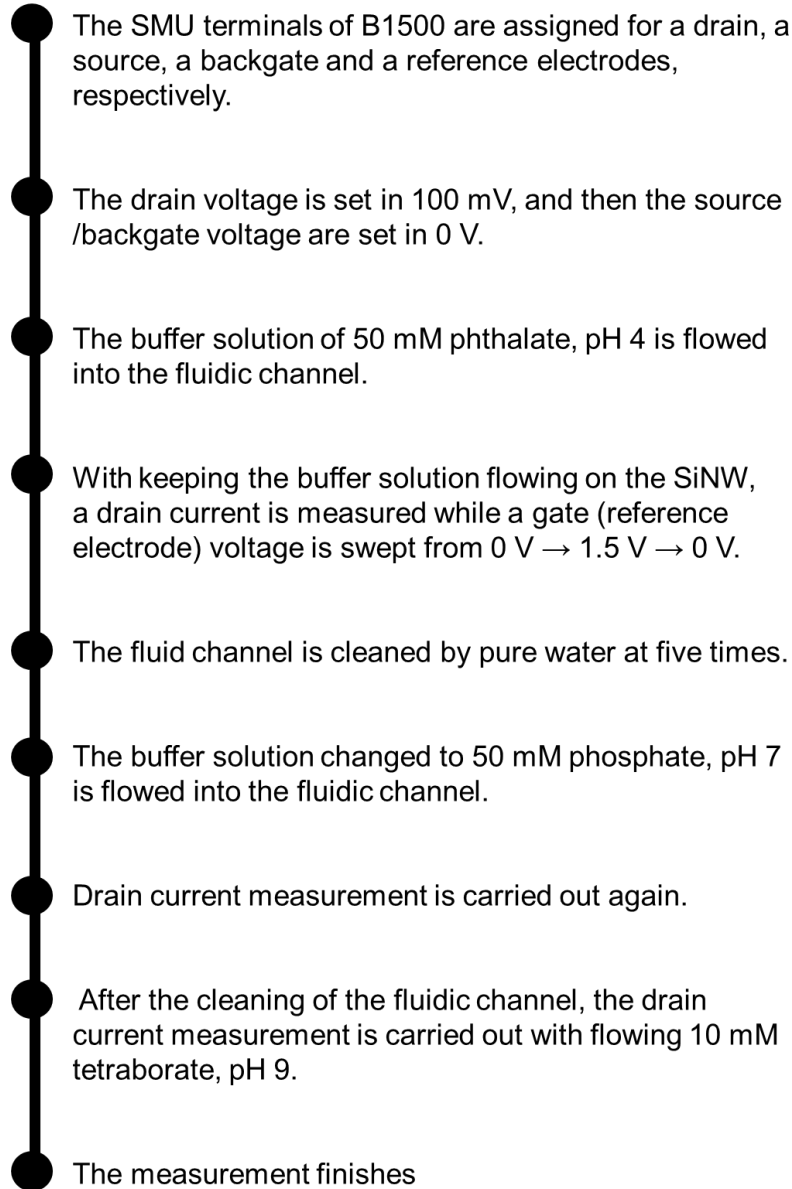 The SMU terminals of B1500 are assigned for a drain, a
source, a backgate and a reference electrodes,
respectively.
The drain voltage is set in 100 mV, and then the source
/backgate voltage are set in 0 V.
The buffer solution of 50 mM phthalate, pH 4 is flowed
into the fluidic channel.
With keeping the buffer solution flowing on the SiNW,
a drain current is measured while a gate (reference
electrode) voltage is swept from 0 V → 1.5 V → 0 V.
The fluid channel is cleaned by pure water at five times.
The buffer solution changed to 50 mM phosphate, pH 7
is flowed into the fluidic channel.
Drain current measurement is carried out again.
After the cleaning of the fluidic channel, the drain
current measurement is carried out with flowing 10 mM
tetraborate, pH 9.
The measurement finishes